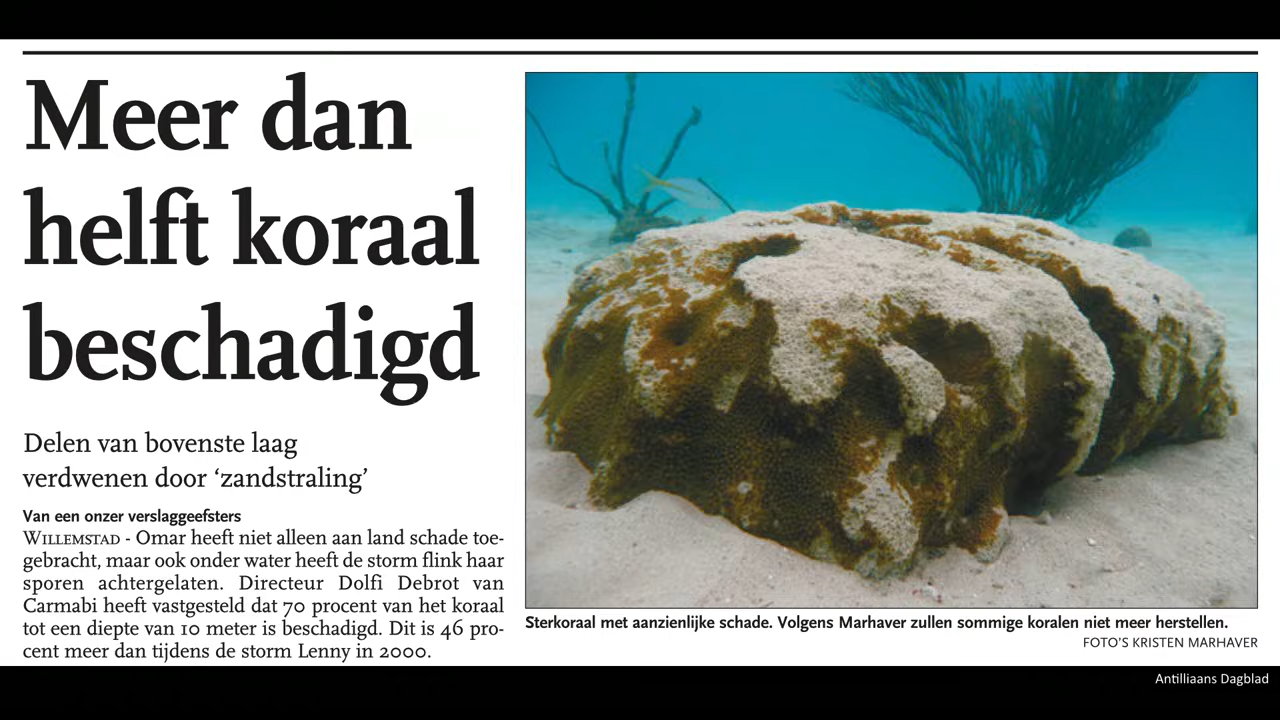 Meer dan
helft koraal
beschadigd
Delen van bovenste laag
verdwenen door ‘zandstraling’
Van een onzer verslaggeefsters
WILLEMSTAD - Omar heeft niet alleen aan land schade toe-
gebracht, maar ook onder water heeft de storm flink haar
sporen achtergelaten. Directeur Dolfi Debrot van
Carmabi heeft vastgesteld dat 70 procent van het koraal
tot een diepte van 10 meter is beschadigd. Dit is 46 pro-
cent meer dan tijdens de storm Lenny in 2000.
Sterkoraal met aanzienlijke schade. Volgens Marhaver zullen sommige koralen niet meer herstellen.
FOTO'S KRISTEN MARHAVER
Antilliaans Dagblad